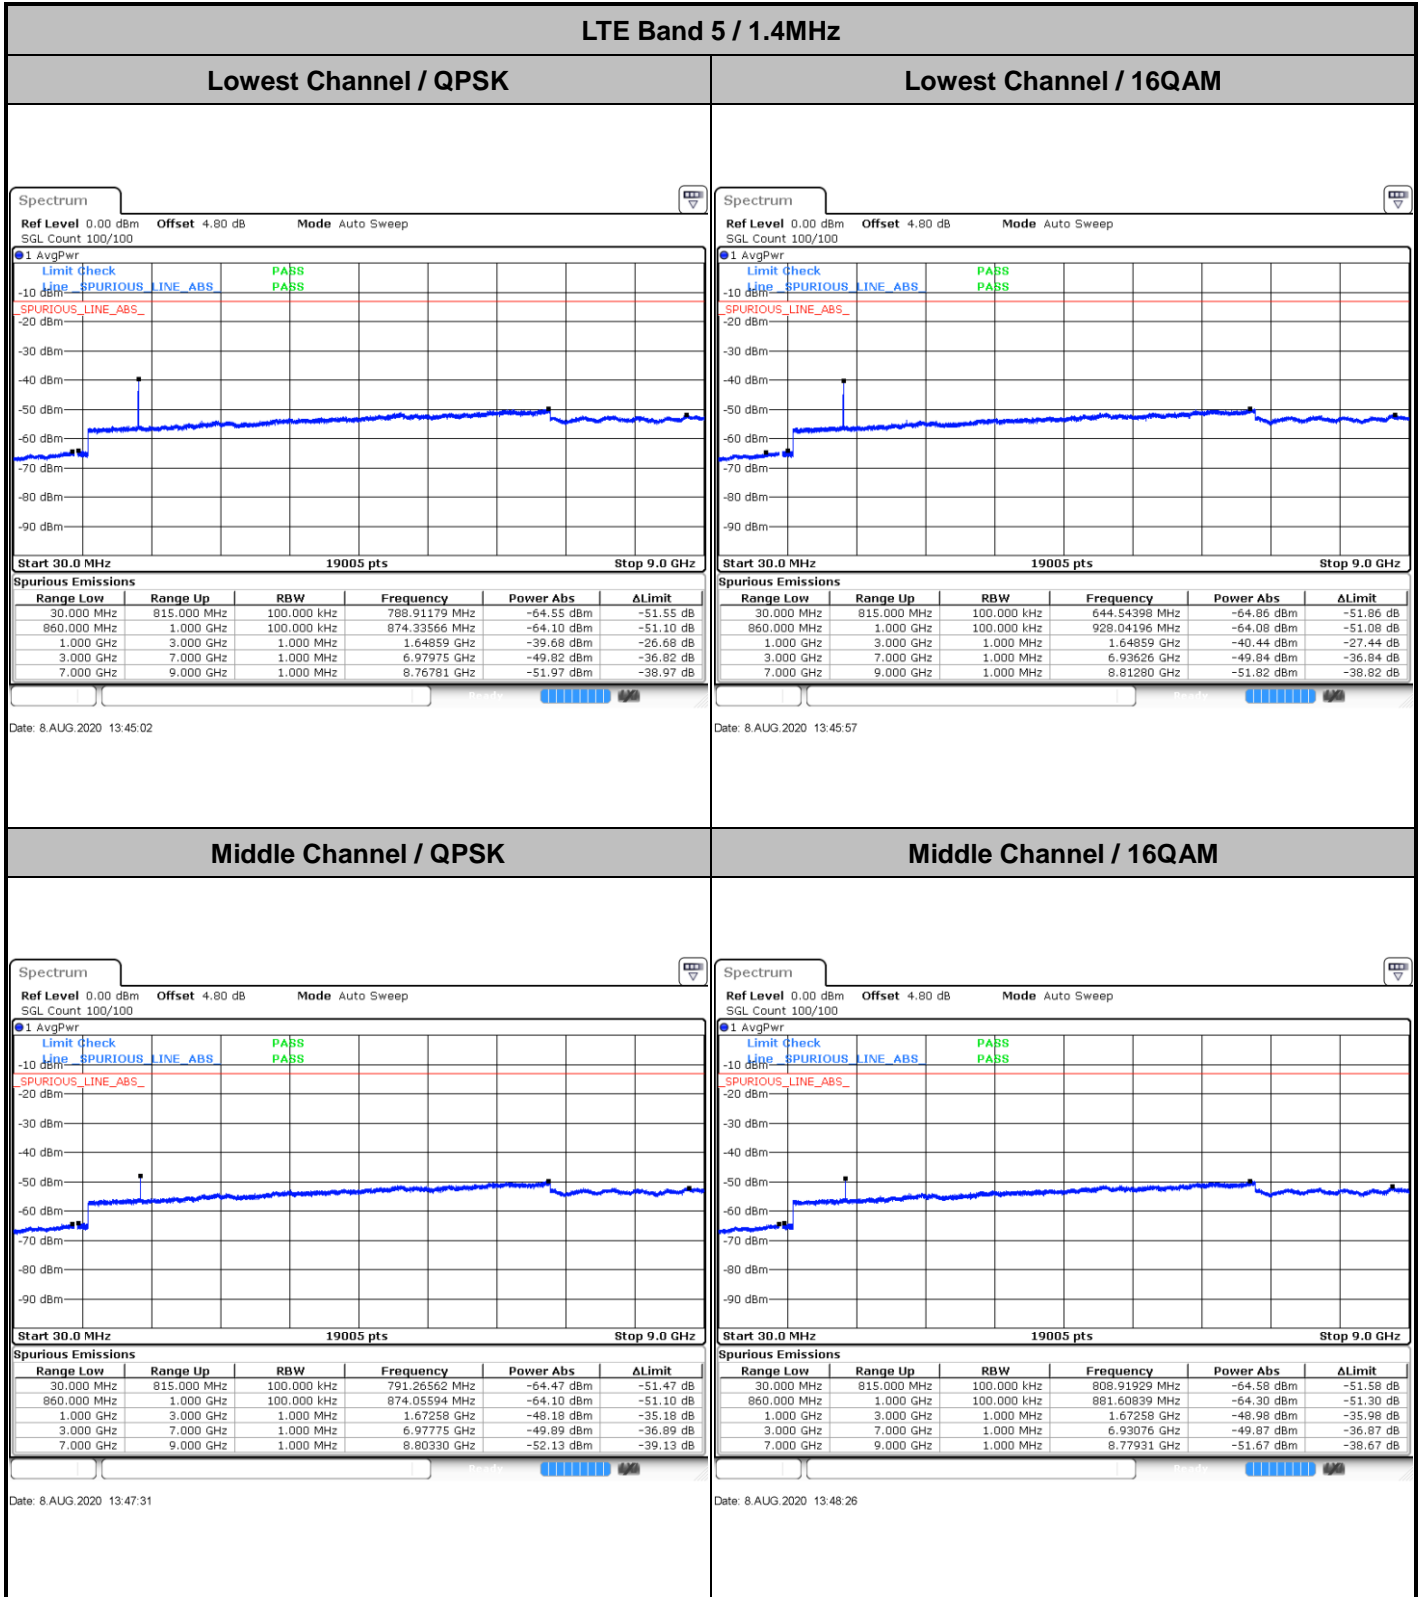 LTE Band 5 / 1.4MHz
Lowest Channel / QPSK
Lowest Channel / 16QAM
Spectrum
Ref Level 0.00 dBm Offset 4.80 dB Mode Auto Sweep
SGL Count 100/100
1 AvgPwr
Limit Check PASS
Line _SPURIOUS_LINE_ABS_ PASS
-10 dBm
_SPURIOUS_LINE_ABS_
-20 dBm
-30 dBm
-40 dBm
-50 dBm
-60 dBm
-70 dBm
-80 dBm
-90 dBm
Start 30.0 MHz 19005 pts Stop 9.0 GHz
Spurious Emissions
Range Low Range Up RBW Frequency Power Abs ΔLimit
30.000 MHz 815.000 MHz 100.000 kHz 788.91179 MHz -64.55 dBm -51.55 dB
860.000 MHz 1.000 GHz 100.000 kHz 874.33566 MHz -64.10 dBm -51.10 dB
1.000 GHz 3.000 GHz 1.000 MHz 1.64859 GHz -39.68 dBm -26.68 dB
3.000 GHz 7.000 GHz 1.000 MHz 6.97975 GHz -49.82 dBm -36.82 dB
7.000 GHz 9.000 GHz 1.000 MHz 8.76781 GHz -51.97 dBm -38.97 dB
Ready
Date: 8.AUG.2020 13:45:02
Spectrum
Ref Level 0.00 dBm Offset 4.80 dB Mode Auto Sweep
SGL Count 100/100
1 AvgPwr
Limit Check PASS
Line _SPURIOUS_LINE_ABS_ PASS
-10 dBm
_SPURIOUS_LINE_ABS_
-20 dBm
-30 dBm
-40 dBm
-50 dBm
-60 dBm
-70 dBm
-80 dBm
-90 dBm
Start 30.0 MHz 19005 pts Stop 9.0 GHz
Spurious Emissions
Range Low Range Up RBW Frequency Power Abs ΔLimit
30.000 MHz 815.000 MHz 100.000 kHz 644.54398 MHz -64.86 dBm -51.86 dB
860.000 MHz 1.000 GHz 100.000 kHz 928.04196 MHz -64.08 dBm -51.08 dB
1.000 GHz 3.000 GHz 1.000 MHz 1.64859 GHz -40.44 dBm -27.44 dB
3.000 GHz 7.000 GHz 1.000 MHz 6.93626 GHz -49.84 dBm -36.84 dB
7.000 GHz 9.000 GHz 1.000 MHz 8.81280 GHz -51.82 dBm -38.82 dB
Ready
Date: 8.AUG.2020 13:45:57
Middle Channel / QPSK
Middle Channel / 16QAM
Spectrum
Ref Level 0.00 dBm Offset 4.80 dB Mode Auto Sweep
SGL Count 100/100
1 AvgPwr
Limit Check PASS
Line _SPURIOUS_LINE_ABS_ PASS
-10 dBm
_SPURIOUS_LINE_ABS_
-20 dBm
-30 dBm
-40 dBm
-50 dBm
-60 dBm
-70 dBm
-80 dBm
-90 dBm
Start 30.0 MHz 19005 pts Stop 9.0 GHz
Spurious Emissions
Range Low Range Up RBW Frequency Power Abs ΔLimit
30.000 MHz 815.000 MHz 100.000 kHz 791.26562 MHz -64.47 dBm -51.47 dB
860.000 MHz 1.000 GHz 100.000 kHz 874.05594 MHz -64.10 dBm -51.10 dB
1.000 GHz 3.000 GHz 1.000 MHz 1.67258 GHz -48.18 dBm -35.18 dB
3.000 GHz 7.000 GHz 1.000 MHz 6.97775 GHz -49.89 dBm -36.89 dB
7.000 GHz 9.000 GHz 1.000 MHz 8.80330 GHz -52.13 dBm -39.13 dB
Ready
Date: 8.AUG.2020 13:47:31
Spectrum
Ref Level 0.00 dBm Offset 4.80 dB Mode Auto Sweep
SGL Count 100/100
1 AvgPwr
Limit Check PASS
Line _SPURIOUS_LINE_ABS_ PASS
-10 dBm
_SPURIOUS_LINE_ABS_
-20 dBm
-30 dBm
-40 dBm
-50 dBm
-60 dBm
-70 dBm
-80 dBm
-90 dBm
Start 30.0 MHz 19005 pts Stop 9.0 GHz
Spurious Emissions
Range Low Range Up RBW Frequency Power Abs ΔLimit
30.000 MHz 815.000 MHz 100.000 kHz 808.91929 MHz -64.58 dBm -51.58 dB
860.000 MHz 1.000 GHz 100.000 kHz 881.60839 MHz -64.30 dBm -51.30 dB
1.000 GHz 3.000 GHz 1.000 MHz 1.67258 GHz -48.98 dBm -35.98 dB
3.000 GHz 7.000 GHz 1.000 MHz 6.93076 GHz -49.87 dBm -36.87 dB
7.000 GHz 9.000 GHz 1.000 MHz 8.77931 GHz -51.67 dBm -38.67 dB
Ready
Date: 8.AUG.2020 13:48:26